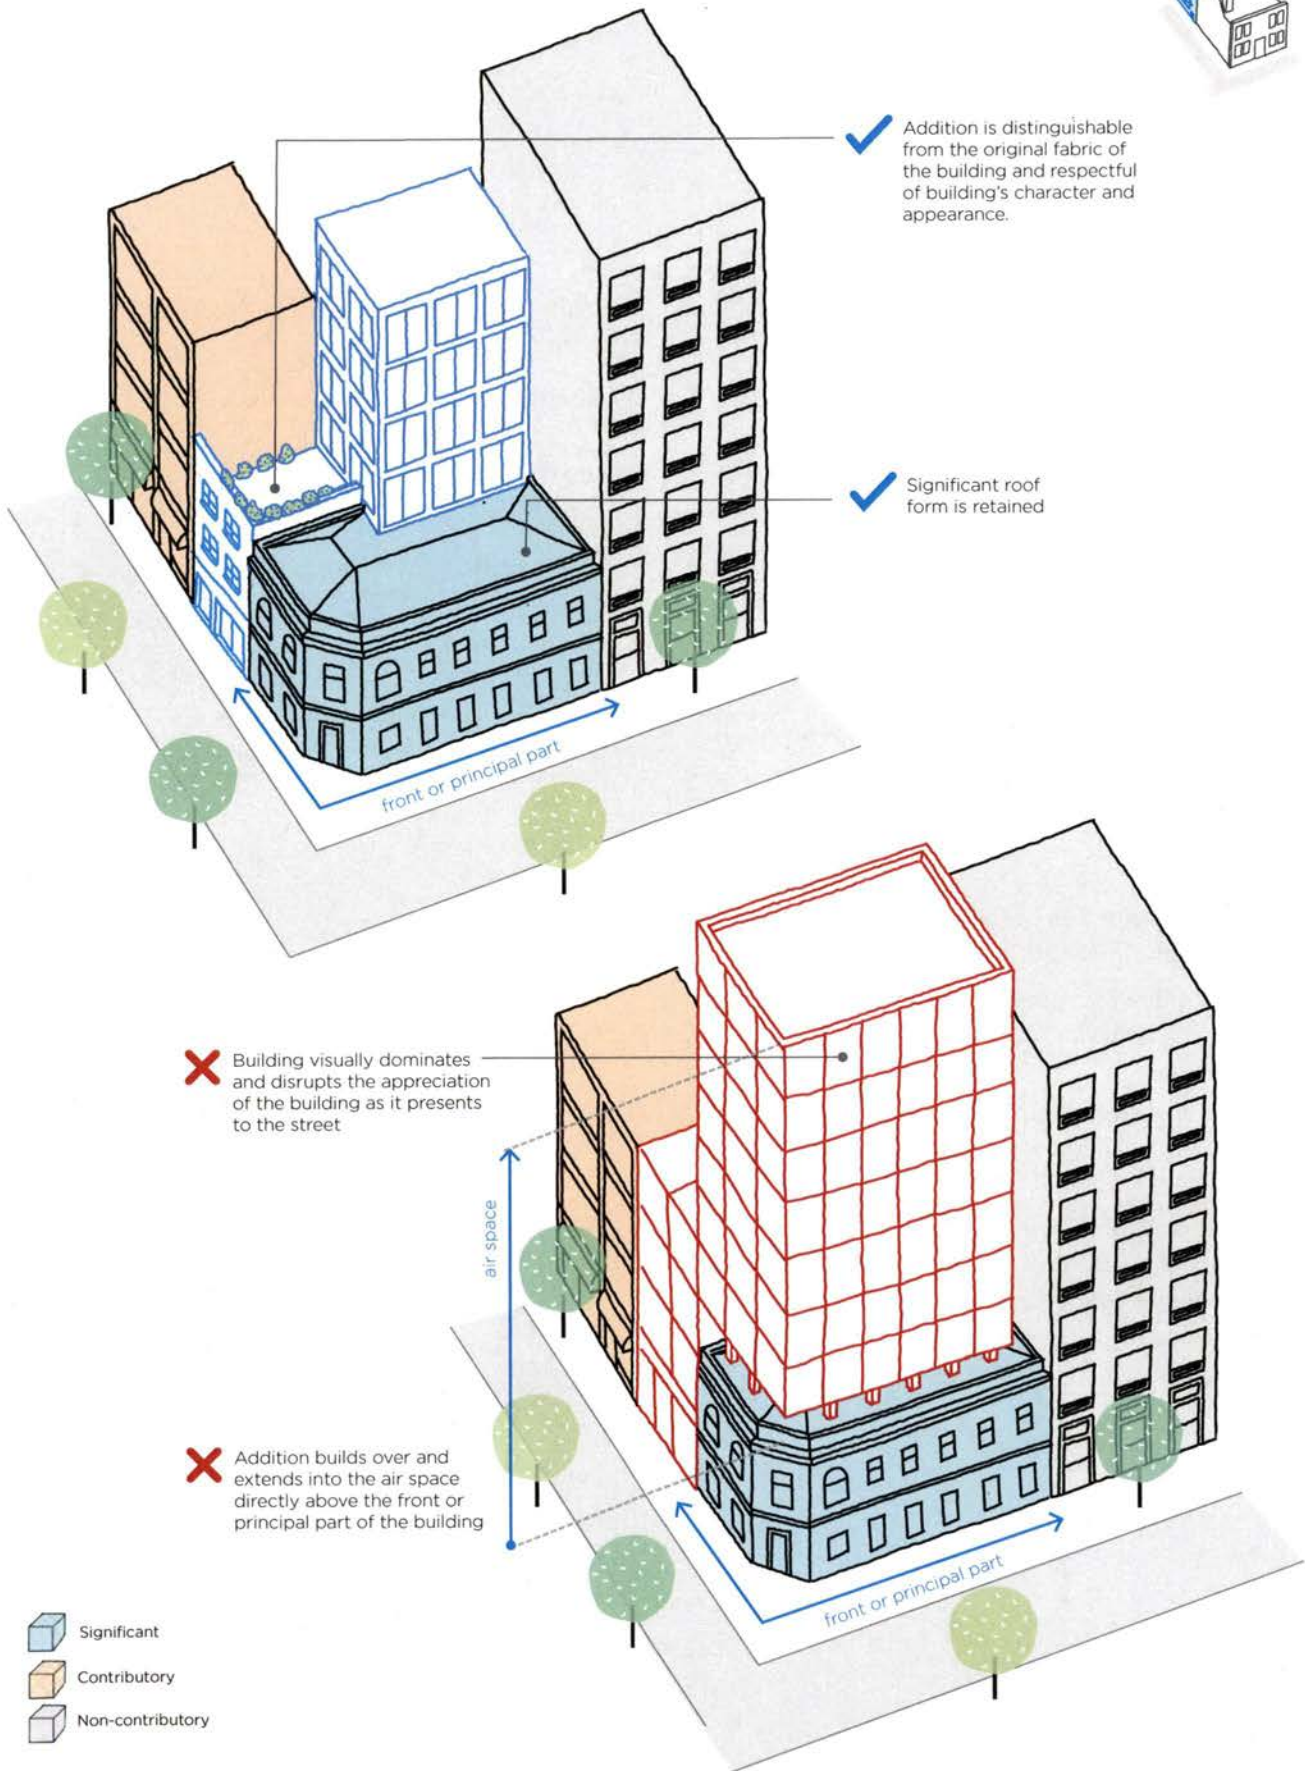 Addition is distinguishable
from the original fabric of
the building and respectful
of building's character and
appearance.
Significant roof
form is retained
front or principal part
Building visually dominates
and disrupts the appreciation
of the building as it presents
to the street
air space
Addition builds over and
extends into the air space
directly above the front or
principal part of the building
front or principal part
Significant
Contributory
Non-contributory